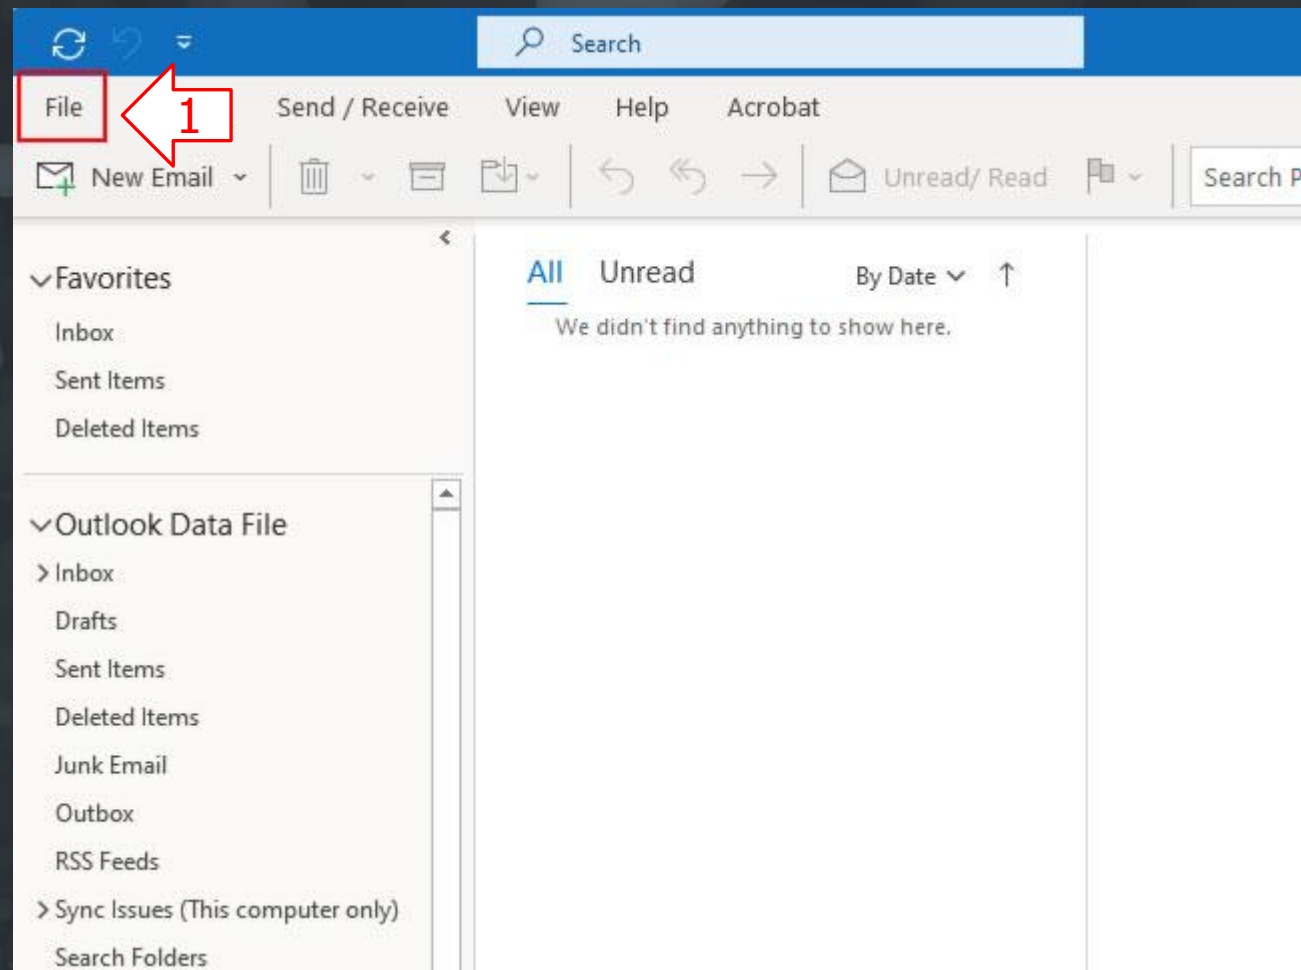 Search
File
1
Send / Receive
View
Help
Acrobat
New Email
Unread/ Read
Search P
Favorites
Inbox
Sent Items
Deleted Items
Outlook Data File
Inbox
Drafts
Sent Items
Deleted Items
Junk Email
Outbox
RSS Feeds
Sync Issues (This computer only)
Search Folders
All
Unread
By Date
We didn't find anything to show here.